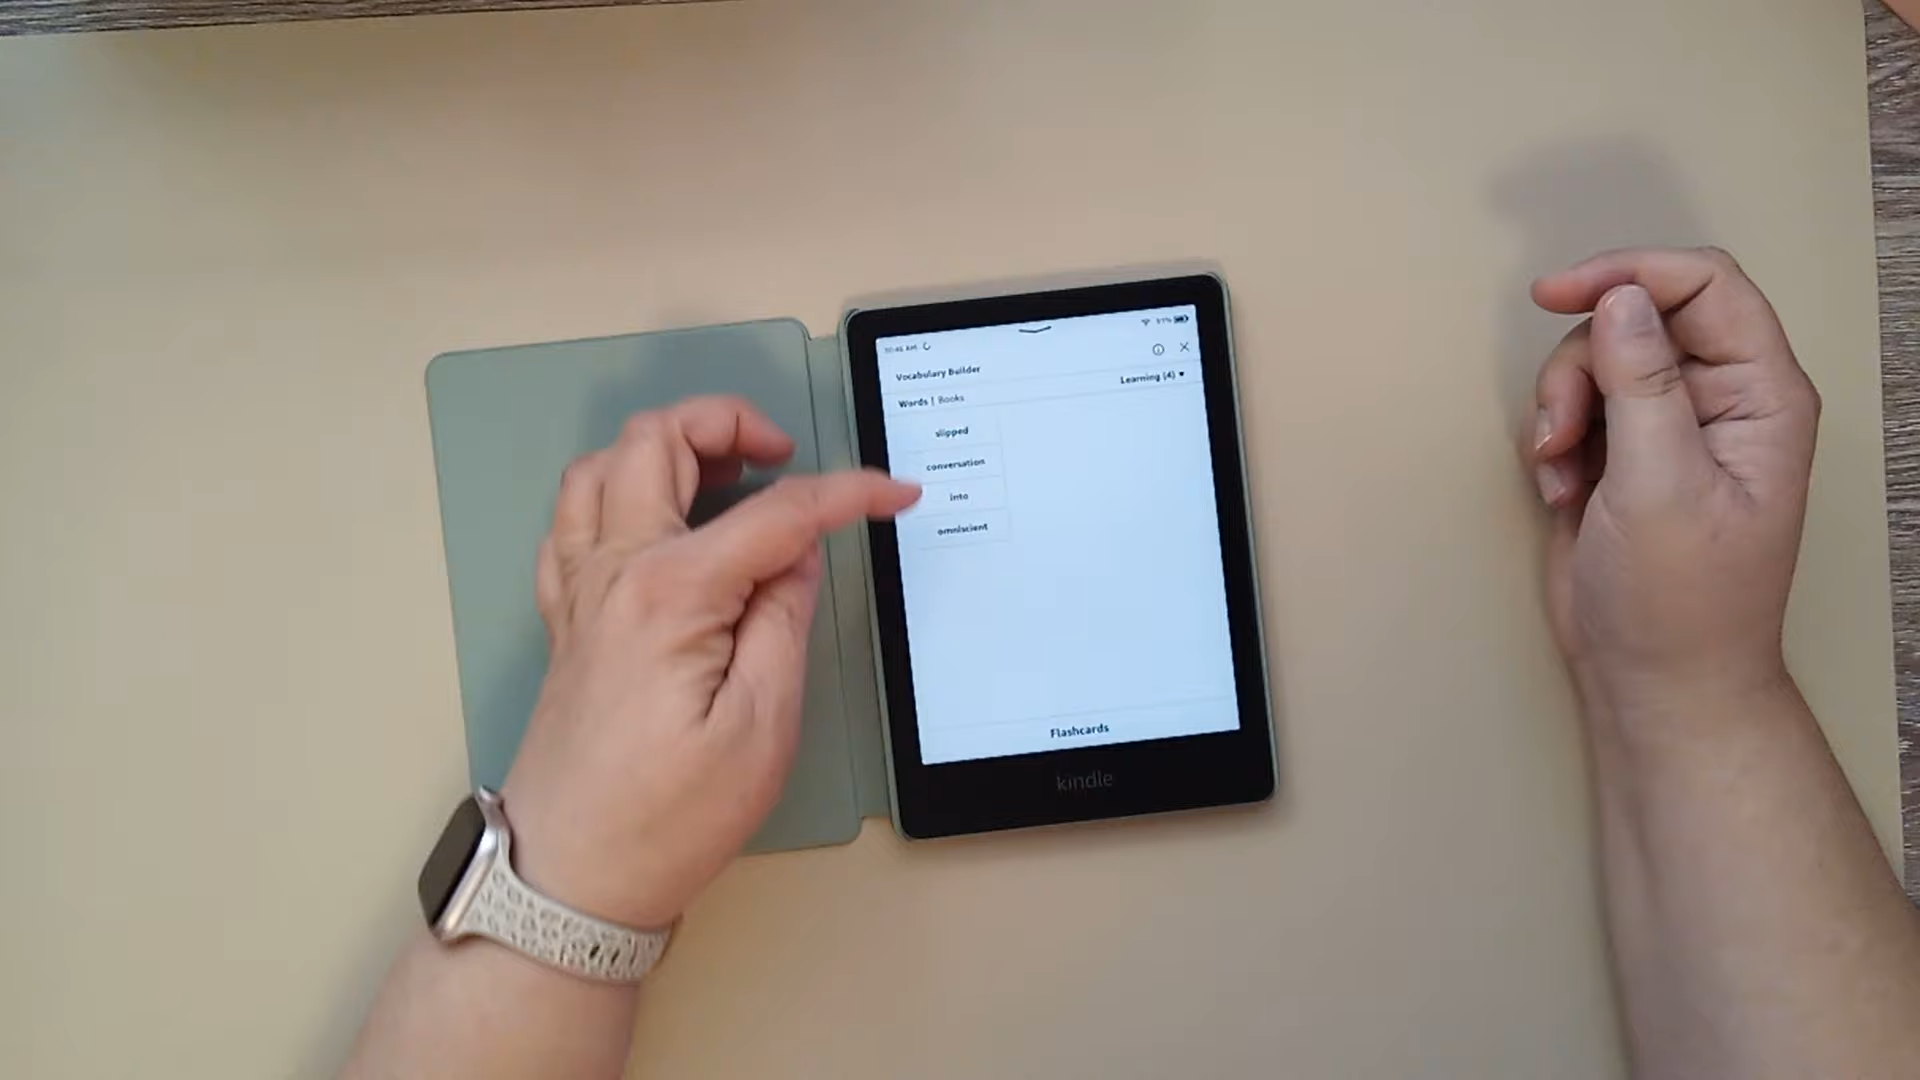 Vocabulary Builder
Learning (4)
Words | Books
slipped
conversation
into
omniscient
Flashcards
kindle